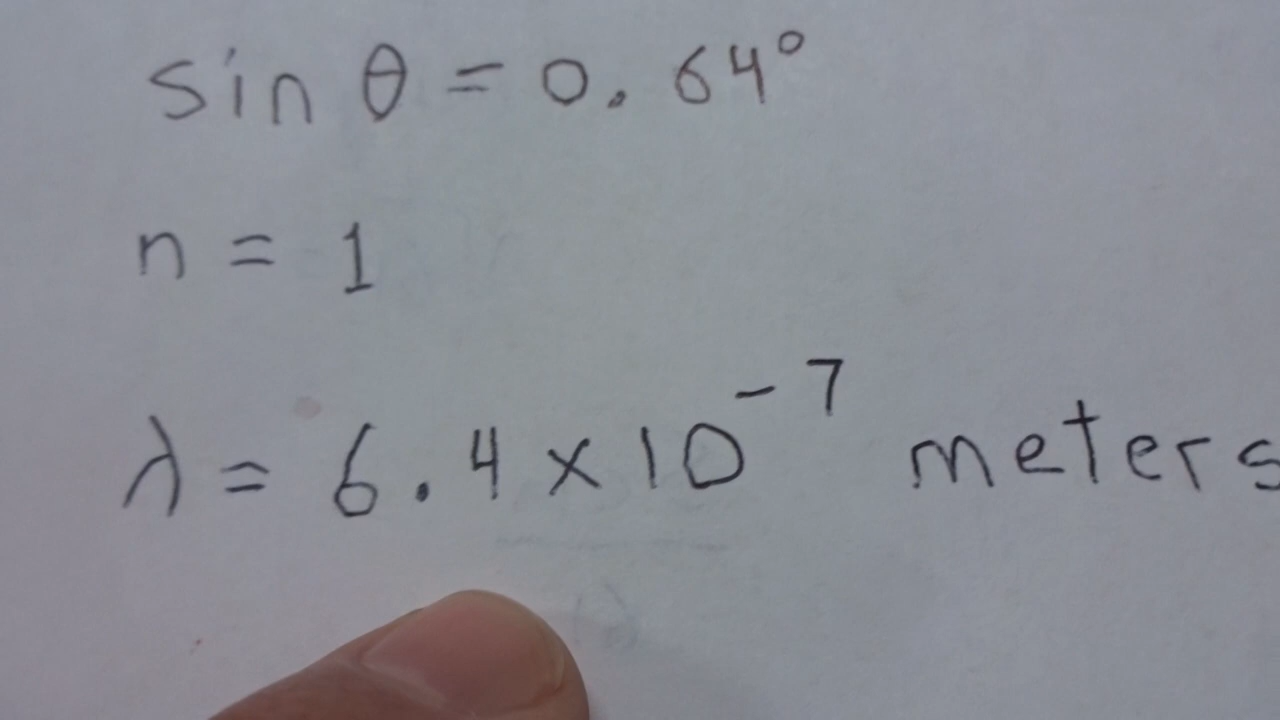 sin θ = 0.64°
n = 1
λ = 6.4 x 10⁻⁷ meters